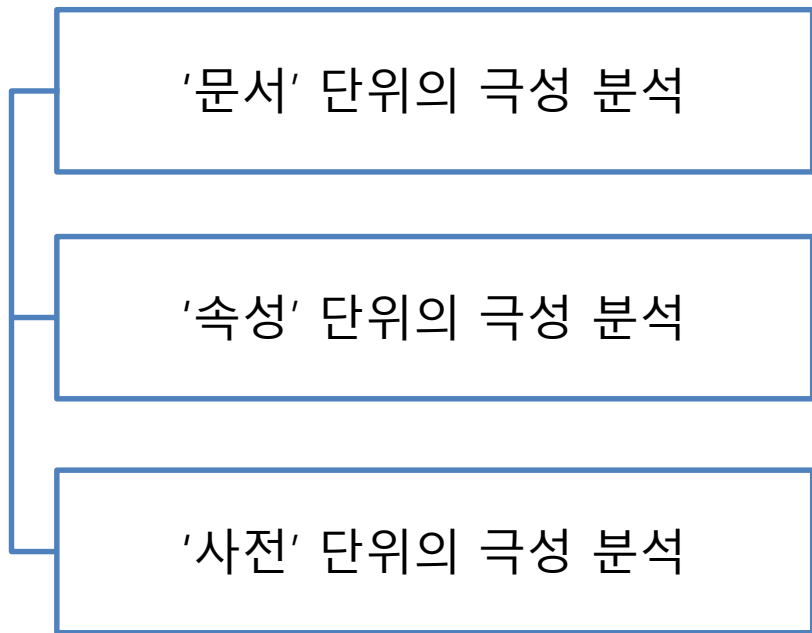 '문서' 단위의 극성 분석
'속성' 단위의 극성 분석
'사전' 단위의 극성 분석